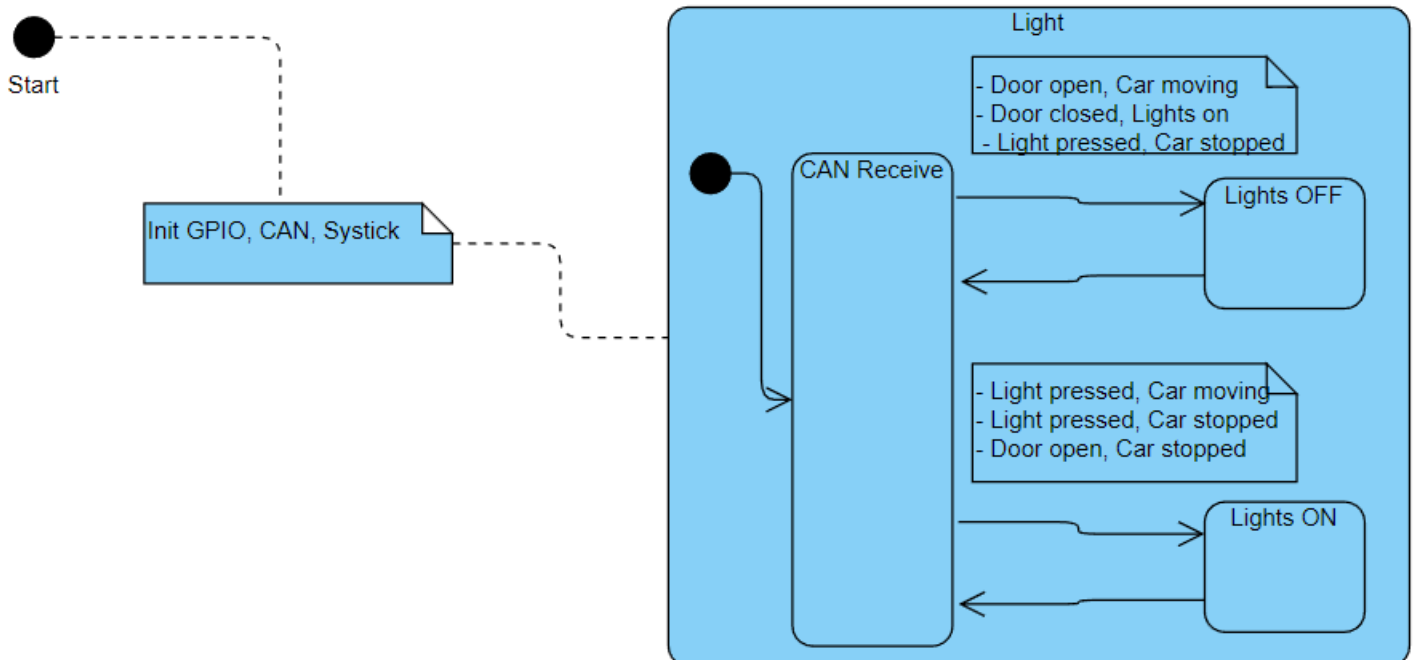 Start
Init GPIO, CAN, Systick
Light
- Door open, Car moving
- Door closed, Lights on
- Light pressed, Car stopped
CAN Receive
Lights OFF
- Light pressed, Car moving
- Light pressed, Car stopped
- Door open, Car stopped
Lights ON